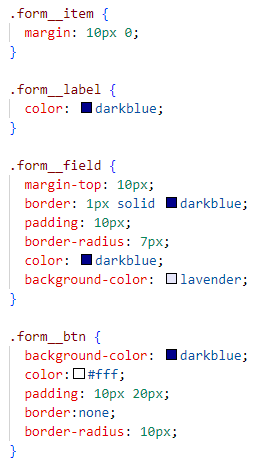 .form__item {
margin: 10px 0;
}
.form__label {
color: darkblue;
}
.form__field {
margin-top: 10px;
border: 1px solid darkblue;
padding: 10px;
border-radius: 7px;
color: darkblue;
background-color: lavender;
}
.form__btn {
background-color: darkblue;
color:#fff;
padding: 10px 20px;
border:none;
border-radius: 10px;
}